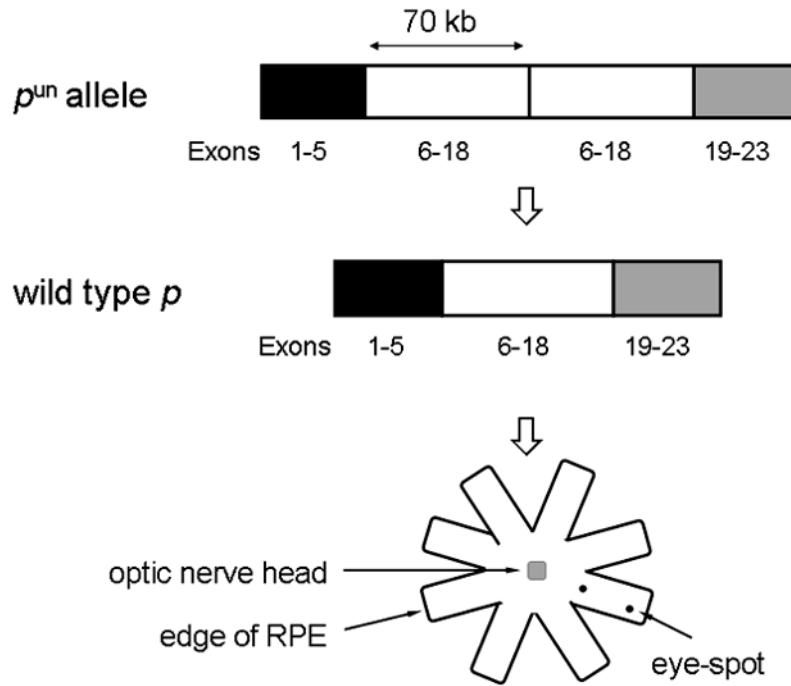 70 kb
pun allele
Exons 1-5 6-18 6-18 19-23
wild type p
Exons 1-5 6-18 19-23
optic nerve head
edge of RPE
eye-spot